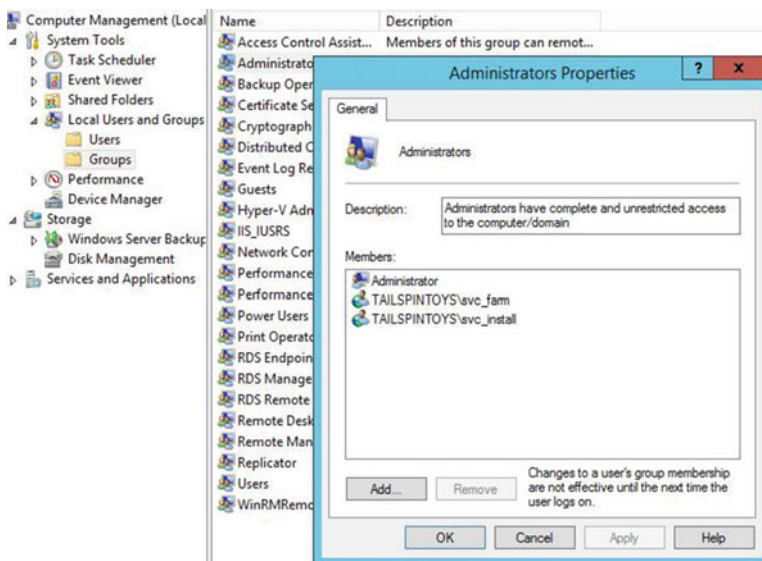 Computer Management (Local
System Tools
Task Scheduler
Event Viewer
Shared Folders
Local Users and Groups
Users
Groups
Performance
Device Manager
Storage
Windows Server Backup
Disk Management
Services and Applications
Name Description
Access Control Assist... Members of this group can remot...
Administrato
Backup Oper
Certificate Se
Cryptograph
Distributed C
Event Log Re
Guests
Hyper-V Adn
IIS_IUSRS
Network Cor
Performance
Performance
Power Users
Print Operato
RDS Endpoin
RDS Manage
RDS Remote
Remote Desk
Remote Man
Replicator
Users
WinRMRemo
Administrators Properties
?
x
General
Administrators
Description:
Administrators have complete and unrestricted access
to the computer/domain
Members:
Administrator
TAILSPINTOYS\svc_farm
TAILSPINTOYS\svc_install
Add...
Remove
Changes to a user's group membership
are not effective until the next time the
user logs on.
OK
Cancel
Apply
Help